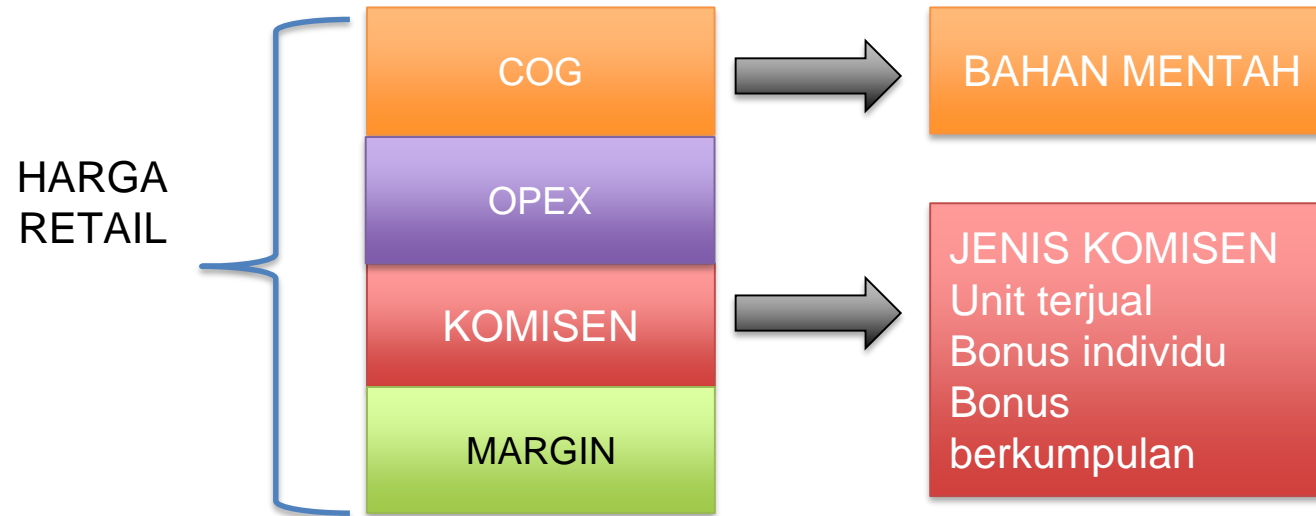 HARGA
RETAIL
COG
OPEX
KOMISEN
MARGIN
BAHAN MENTAH
JENIS KOMISEN
Unit terjual
Bonus individu
Bonus
berkumpulan